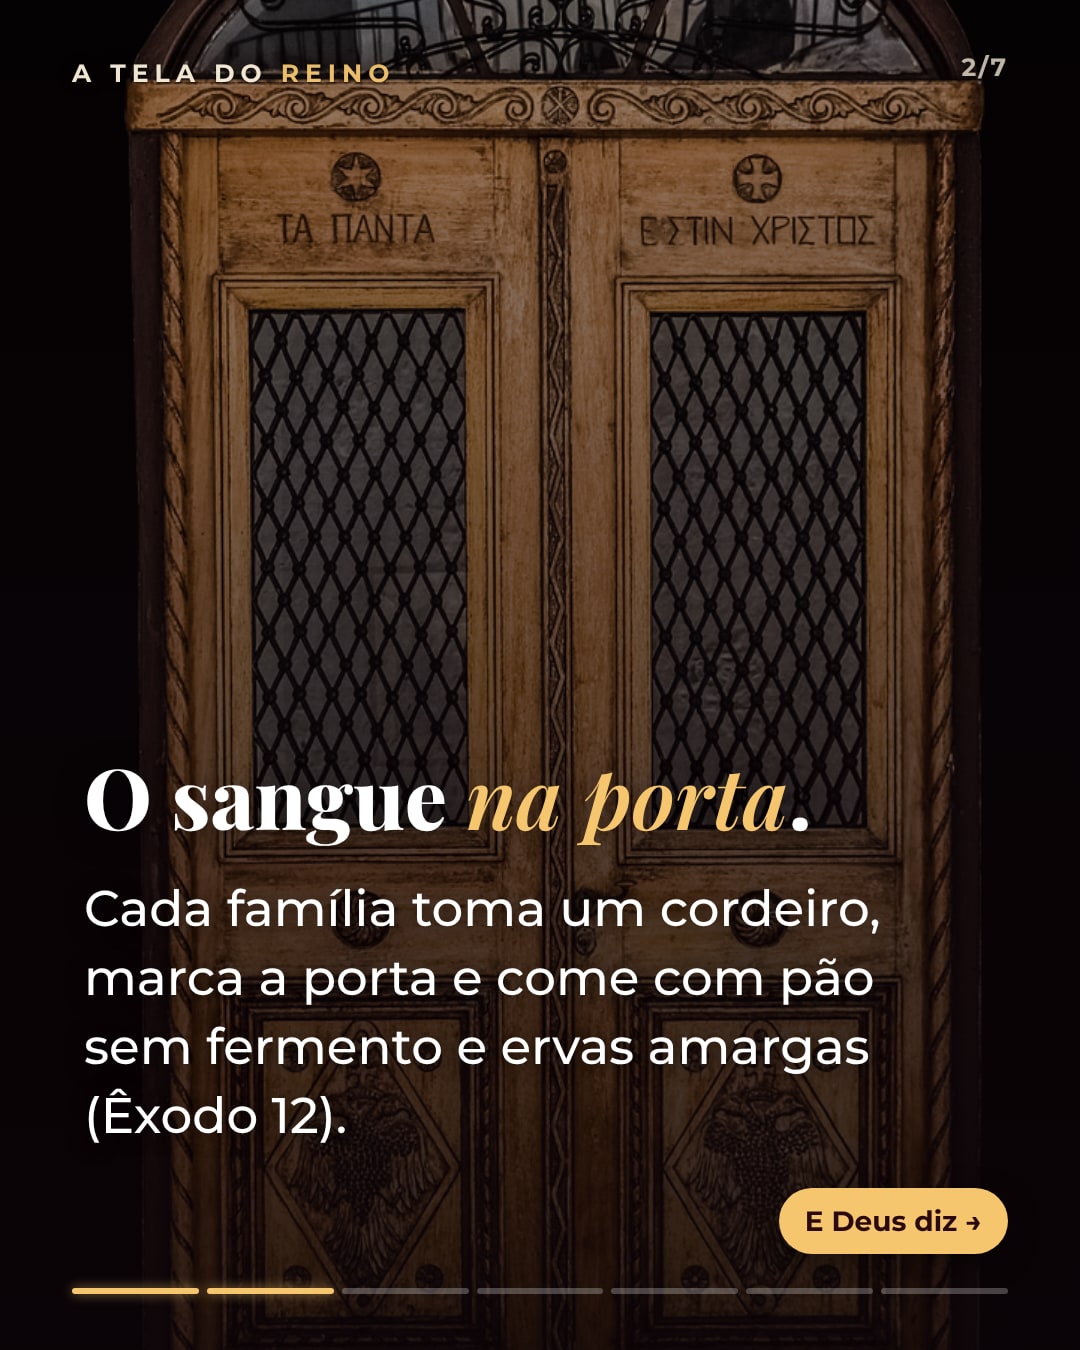 A TELA DO REINO
2/7
ΤΑ ΠΑΝΤΑ
ΕΣΤΙΝ ΧΡΙΣΤΟΣ
O sangue na porta.
Cada família toma um cordeiro,
marca a porta e come com pão
sem fermento e ervas amargas
(Êxodo 12).
E Deus diz →